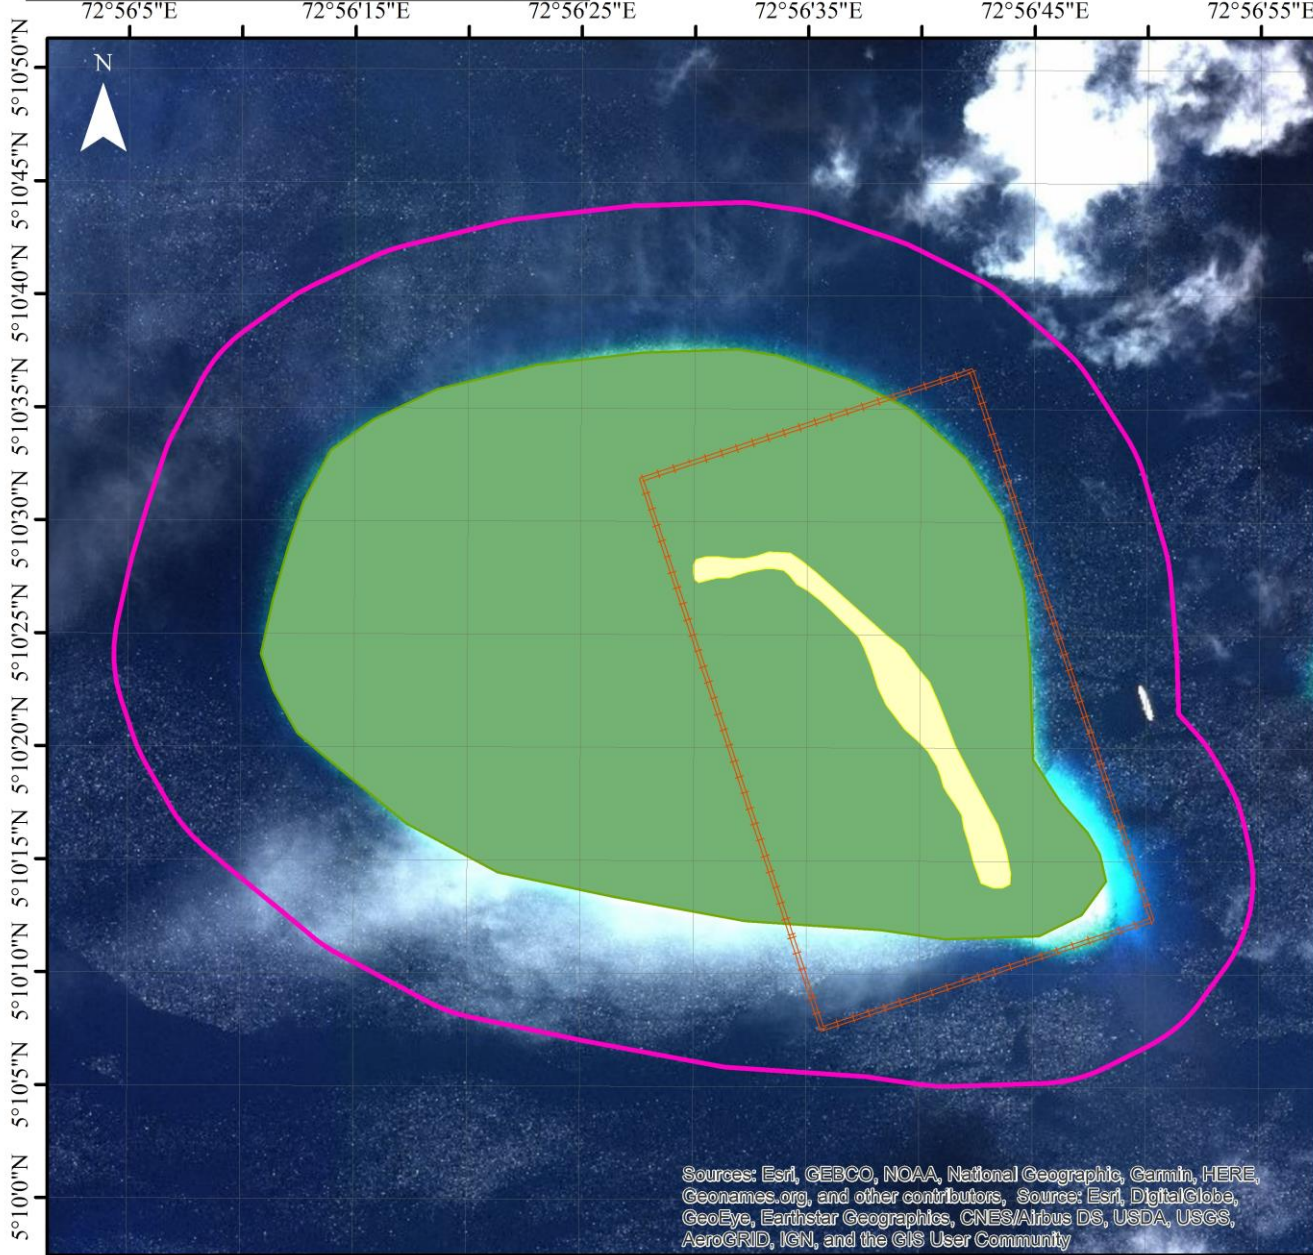 72°56'5"E 72°56'15"E 72°56'25"E 72°56'35"E 72°56'45"E 72°56'55"E
N
5°10'50"N
5°10'45"N
5°10'40"N
5°10'35"N
5°10'30"N
5°10'25"N
5°10'20"N
5°10'15"N
5°10'10"N
5°10'5"N
5°10'0"N
Sources: Esri, GEBCO, NOAA, National Geographic, Garmin, HERE,
Geonames.org, and other contributors, Source: Esri, DigitalGlobe,
GeoEye, Earthstar Geographics, CNES/Airbus DS, USDA, USGS,
AeroGRID, IGN, and the GIS User Community